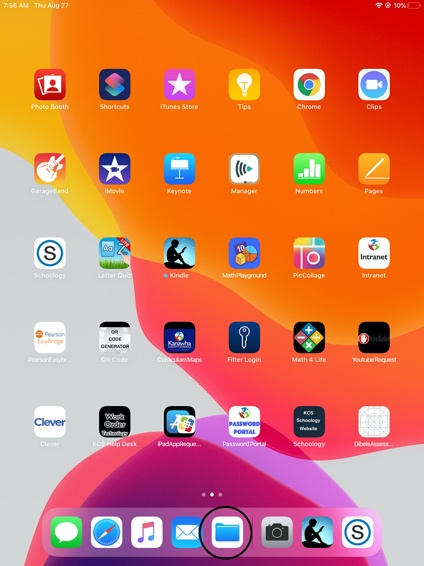 7:58 AM Thu Aug 27
10%
Photo Booth
Shortcuts
iTunes Store
Tips
Chrome
Clips
GarageBand
iMovie
Keynote
Manager
Numbers
Pages
S
Aa Z
10
Intranet
Schoology
Letter Quiz
Kindle
MathPlayground
PicCollage
Intranet
Pearson
EasyBridge
QR
CODE
GENERATOR
Kanawha
PearsonEasyBr...
QR Code
CurriculumMaps
Filter Login
Math 4 Life
YoutubeRequest
Clever
Work
Order
Technology
PASSWORD
PORTAL
KCS
Schoology
Website
Clever
KCS Help Desk
iPadAppReque...
Password Portal
Schoology
DibelsAssess...
S